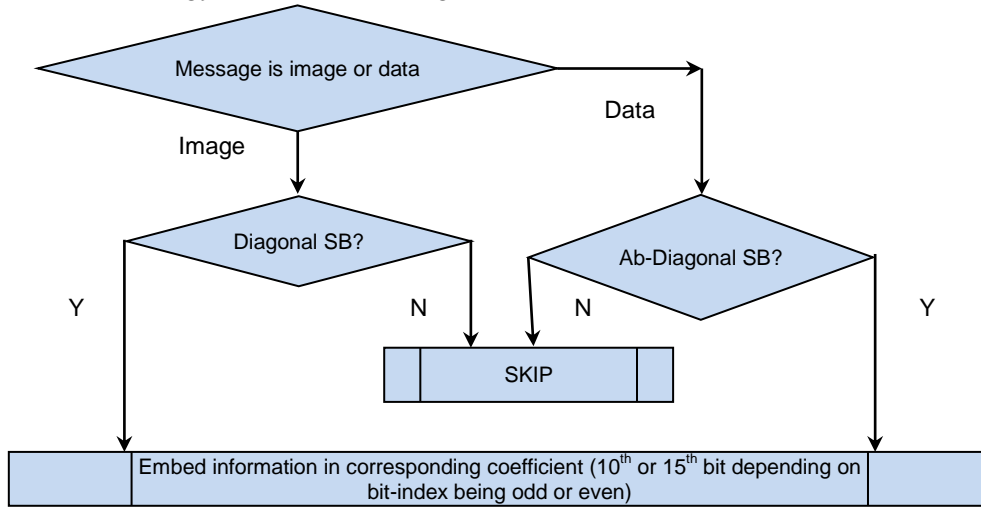 Message is image or data
Data
Image
Diagonal SB?
Ab-Diagonal SB?
Y
N
N
Y
SKIP
Embed information in corresponding coefficient (10th or 15th bit depending on
bit-index being odd or even)